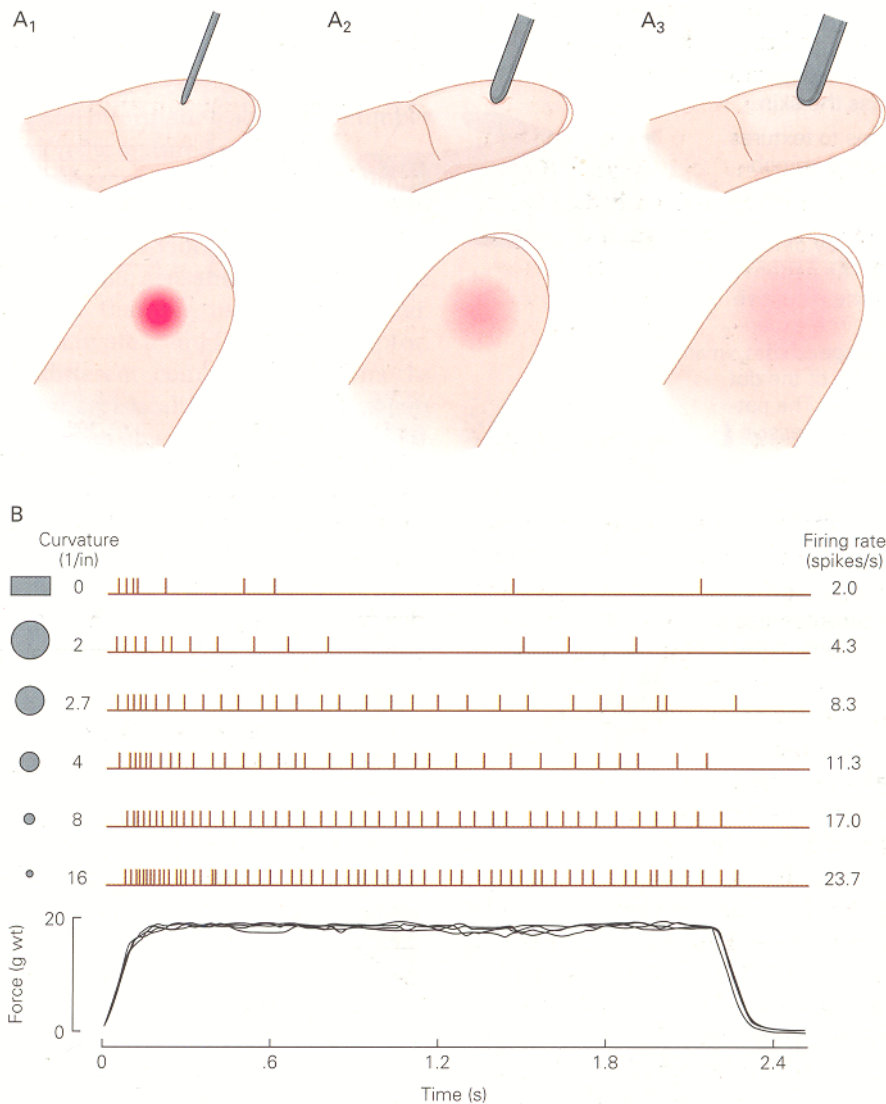 A1
A2
A3
B
Curvature
(1/in)
Firing rate
(spikes/s)
0
2.0
2
4.3
2.7
8.3
4
11.3
8
17.0
16
23.7
20
Force (g wt)
0
0
.6
1.2
1.8
2.4
Time (s)